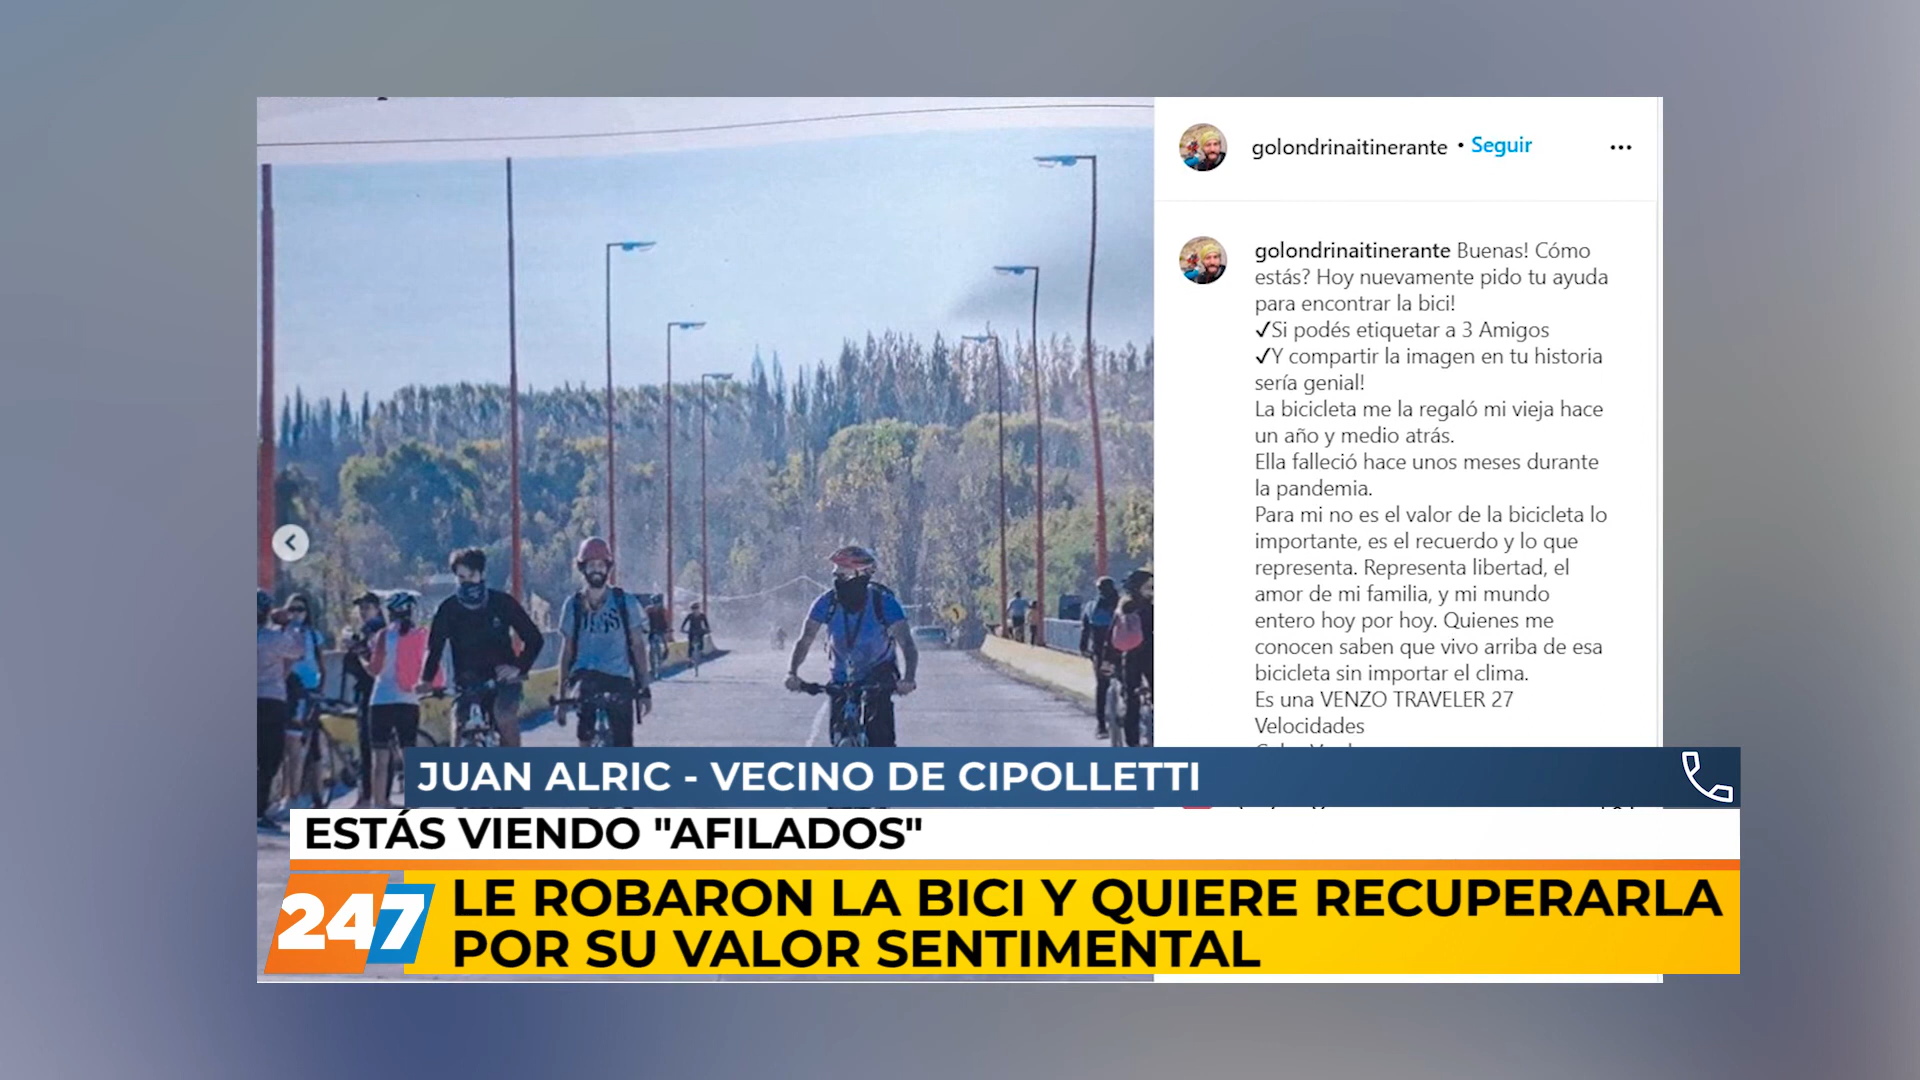 golondrinaitinerante • Seguir
golondrinaitinerante Buenas! Cómo
estás? Hoy nuevamente pido tu ayuda
para encontrar la bici!
✓Si podés etiquetar a 3 Amigos
✓Y compartir la imagen en tu historia
sería genial!
La bicicleta me la regaló mi vieja hace
un año y medio atrás.
Ella falleció hace unos meses durante
la pandemia.
Para mi no es el valor de la bicicleta lo
importante, es el recuerdo y lo que
representa. Representa libertad, el
amor de mi familia, y mi mundo
entero hoy por hoy. Quienes me
conocen saben que vivo arriba de esa
bicicleta sin importar el clima.
Es una VENZO TRAVELER 27
Velocidades
JUAN ALRIC - VECINO DE CIPOLLETTI
ESTÁS VIENDO "AFILADOS"
247
LE ROBARON LA BICI Y QUIERE RECUPERARLA
POR SU VALOR SENTIMENTAL